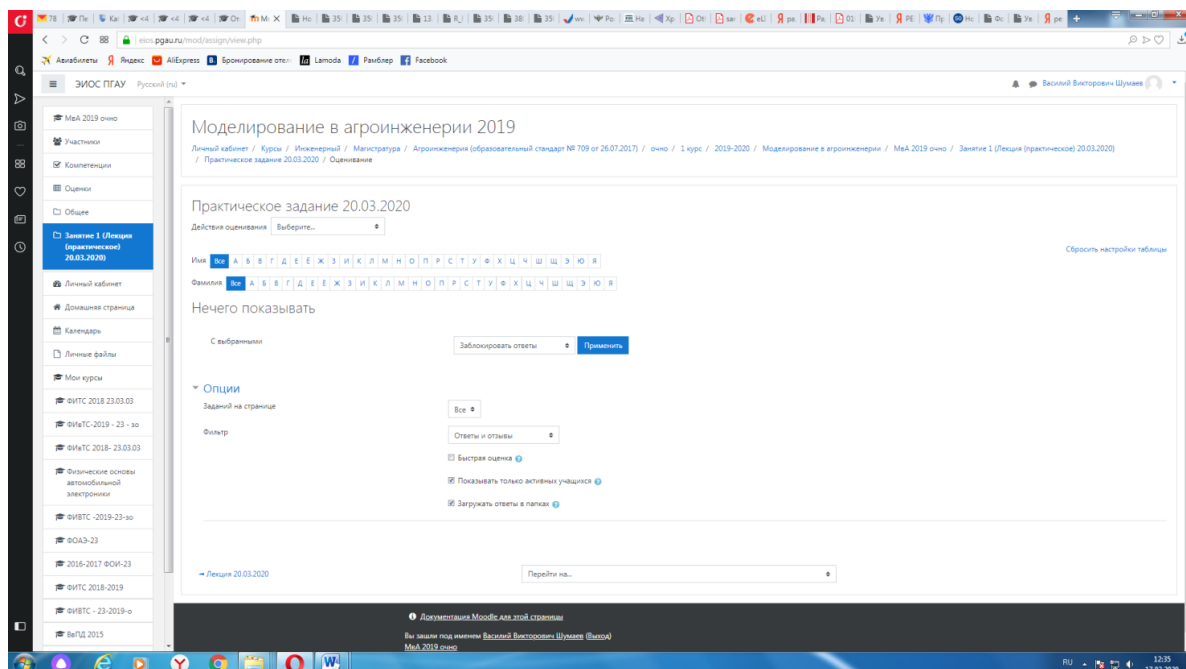 eios.pgau.ru/mod/assign/view.php
Авиабилеты Яндекс AliExpress Бронирование отел Lamoda Рамблер Facebook
ЭИОС ПГАУ Русский (ru)
Василий Викторович Шумаев
МвА 2019 очно
Участники
Компетенции
Оценки
Общее
Занятие 1 (Лекция
(практическое)
20.03.2020)
Личный кабинет
Домашняя страница
Календарь
Личные файлы
Мои курсы
ФИТС 2018 23.03.03
ФИвТС-2019 - 23 - зо
ФИвТС 2018- 23.03.03
Физические основы
автомобильной
электроники
ФИВТС -2019-23-зо
ФОАЭ-23
2016-2017 ФОИ-23
ФИТС 2018-2019
ФИВТС - 23-2019-о
ВвПД 2015
Моделирование в агроинженерии 2019
Личный кабинет / Курсы / Инженерный / Магистратура / Агроинженерия (образовательный стандарт № 709 от 26.07.2017) / очно / 1 курс / 2019-2020 / Моделирование в агроинженерии / МвА 2019 очно / Занятие 1 (Лекция (практическое) 20.03.2020)
/ Практическое задание 20.03.2020 / Оценивание
Практическое задание 20.03.2020
Действия оценивания Выберите...
Сбросить настройки таблицы
Имя Все А Б В Г Д Е Ё Ж З И К Л М Н О П Р С Т У Ф Х Ц Ч Ш Щ Э Ю Я
Фамилия Все А Б В Г Д Е Ё Ж З И К Л М Н О П Р С Т У Ф Х Ц Ч Ш Щ Э Ю Я
Нечего показывать
С выбранными Заблокировать ответы Применить
Опции
Заданий на странице Все
Фильтр Ответы и отзывы
Быстрая оценка
Показывать только активных учащихся
Загружать ответы в папках
Лекция 20.03.2020 Перейти на...
Документация Moodle для этой страницы
Вы зашли под именем Василий Викторович Шумаев (Выход)
МвА 2019 очно
RU 12:35